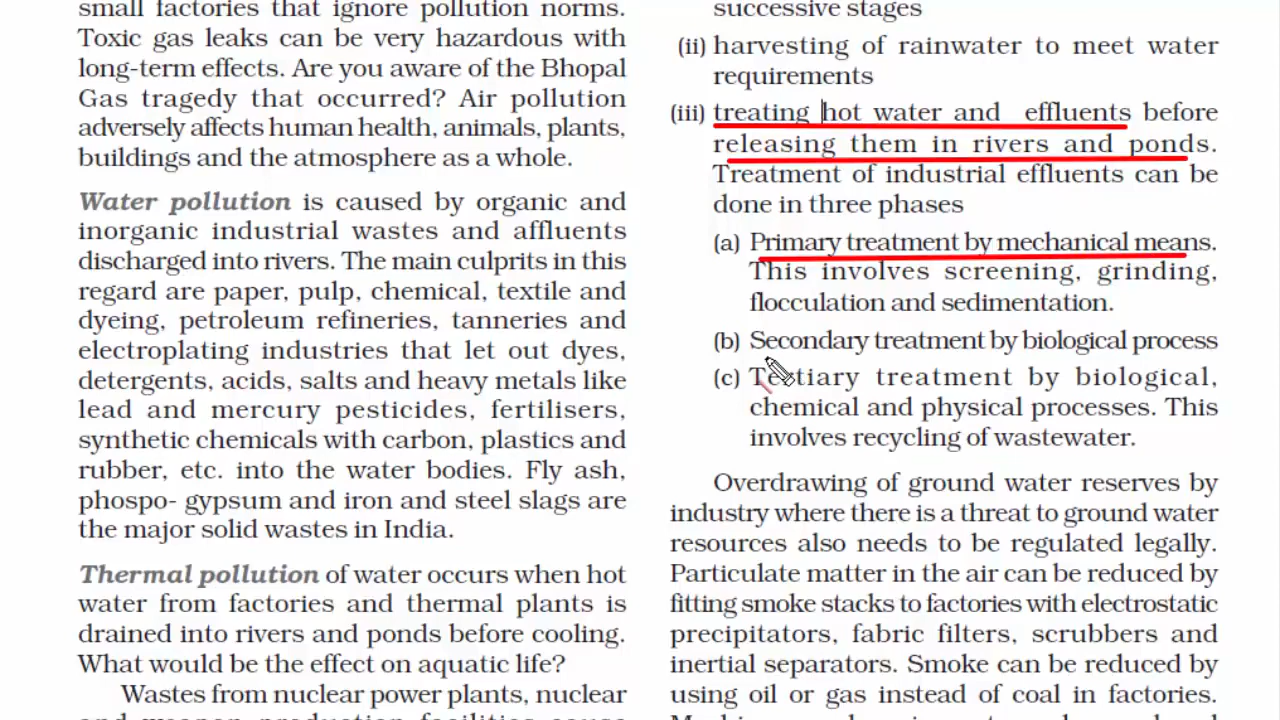 small factories that ignore pollution norms.
Toxic gas leaks can be very hazardous with
long-term effects. Are you aware of the Bhopal
Gas tragedy that occurred? Air pollution
adversely affects human health, animals, plants,
buildings and the atmosphere as a whole.
Water pollution is caused by organic and
inorganic industrial wastes and affluents
discharged into rivers. The main culprits in this
regard are paper, pulp, chemical, textile and
dyeing, petroleum refineries, tanneries and
electroplating industries that let out dyes,
detergents, acids, salts and heavy metals like
lead and mercury pesticides, fertilisers,
synthetic chemicals with carbon, plastics and
rubber, etc. into the water bodies. Fly ash,
phospo- gypsum and iron and steel slags are
the major solid wastes in India.
Thermal pollution of water occurs when hot
water from factories and thermal plants is
drained into rivers and ponds before cooling.
What would be the effect on aquatic life?
Wastes from nuclear power plants, nuclear
successive stages
(ii) harvesting of rainwater to meet water
requirements
(iii) treating hot water and effluents before
releasing them in rivers and ponds.
Treatment of industrial effluents can be
done in three phases
(a) Primary treatment by mechanical means.
This involves screening, grinding,
flocculation and sedimentation.
(b) Secondary treatment by biological process
(c) Tertiary treatment by biological,
chemical and physical processes. This
involves recycling of wastewater.
Overdrawing of ground water reserves by
industry where there is a threat to ground water
resources also needs to be regulated legally.
Particulate matter in the air can be reduced by
fitting smoke stacks to factories with electrostatic
precipitators, fabric filters, scrubbers and
inertial separators. Smoke can be reduced by
using oil or gas instead of coal in factories.